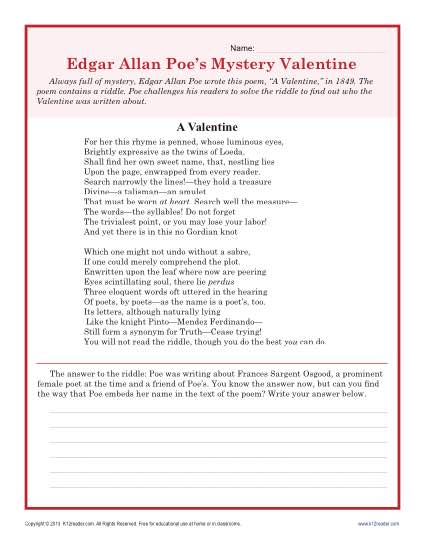 Name:
Edgar Allan Poe's Mystery Valentine
Always full of mystery, Edgar Allan Poe wrote this poem, "A Valentine," in 1849. The
poem contains a riddle. Poe challenges his readers to solve the riddle to find out who the
Valentine was written about.
A Valentine
For her this rhyme is penned, whose luminous eyes,
Brightly expressive as the twins of Loeda,
Shall find her own sweet name, that, nestling lies
Upon the page, enwrapped from every reader.
Search narrowly the lines!—they hold a treasure
Divine—a talisman—an amulet
That must be worn at heart. Search well the measure—
The words—the syllables! Do not forget
The trivialest point, or you may lose your labor!
And yet there is in this no Gordian knot
Which one might not undo without a sabre,
If one could merely comprehend the plot.
Enwritten upon the leaf where now are peering
Eyes scintillating soul, there lie perdus
Three eloquent words oft uttered in the hearing
Of poets, by poets—as the name is a poet's, too.
Its letters, although naturally lying
Like the knight Pinto—Mendez Ferdinando—
Still form a synonym for Truth—Cease trying!
You will not read the riddle, though you do the best you can do.
The answer to the riddle: Poe was writing about Frances Sargent Osgood, a prominent
female poet at the time and a friend of Poe's. You know the answer now, but can you find
the way that Poe embeds her name in the text of the poem? Write your answer below.
Copyright © 2013 K12reader.com. All Rights Reserved. Free for educational use at home or in classrooms.
www.k12reader.com